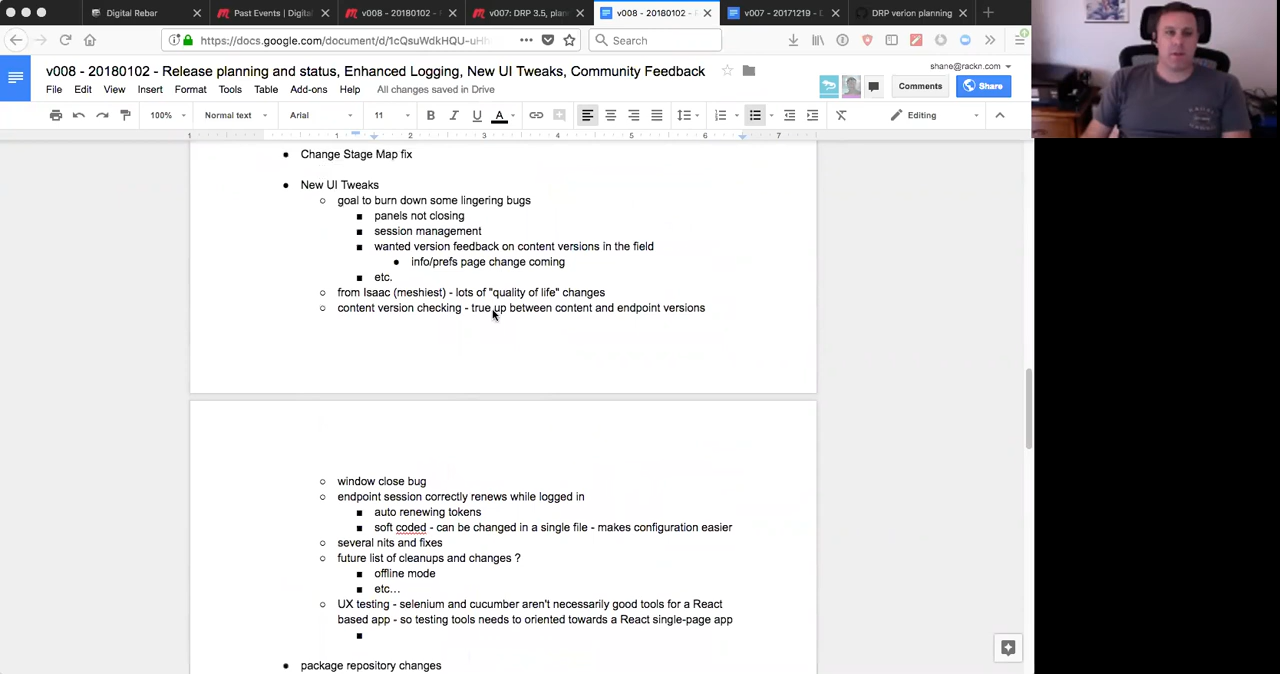 Digital Rebar
Past Events | Digita
v008 - 20180102 -
v007: DRP 3.5, plan
v008 - 20180102 -
v007 - 20171219 - D
DRP verion planning
https://docs.google.com/document/d/1cQsuWdkHQU-uH
Search
v008 - 20180102 - Release planning and status, Enhanced Logging, New UI Tweaks, Community Feedback
shane@rackn.com
File Edit View Insert Format Tools Table Add-ons Help All changes saved in Drive
Comments
Share
100% Normal text Arial 11 Editing
1 1 2 3 4 5 6 7
Change Stage Map fix
New UI Tweaks
goal to burn down some lingering bugs
panels not closing
session management
wanted version feedback on content versions in the field
info/prefs page change coming
etc.
from Isaac (meshiest) - lots of "quality of life" changes
content version checking - true up between content and endpoint versions
window close bug
endpoint session correctly renews while logged in
auto renewing tokens
soft coded - can be changed in a single file - makes configuration easier
several nits and fixes
future list of cleanups and changes ?
offline mode
etc...
UX testing - selenium and cucumber aren't necessarily good tools for a React
based app - so testing tools needs to oriented towards a React single-page app
package repository changes